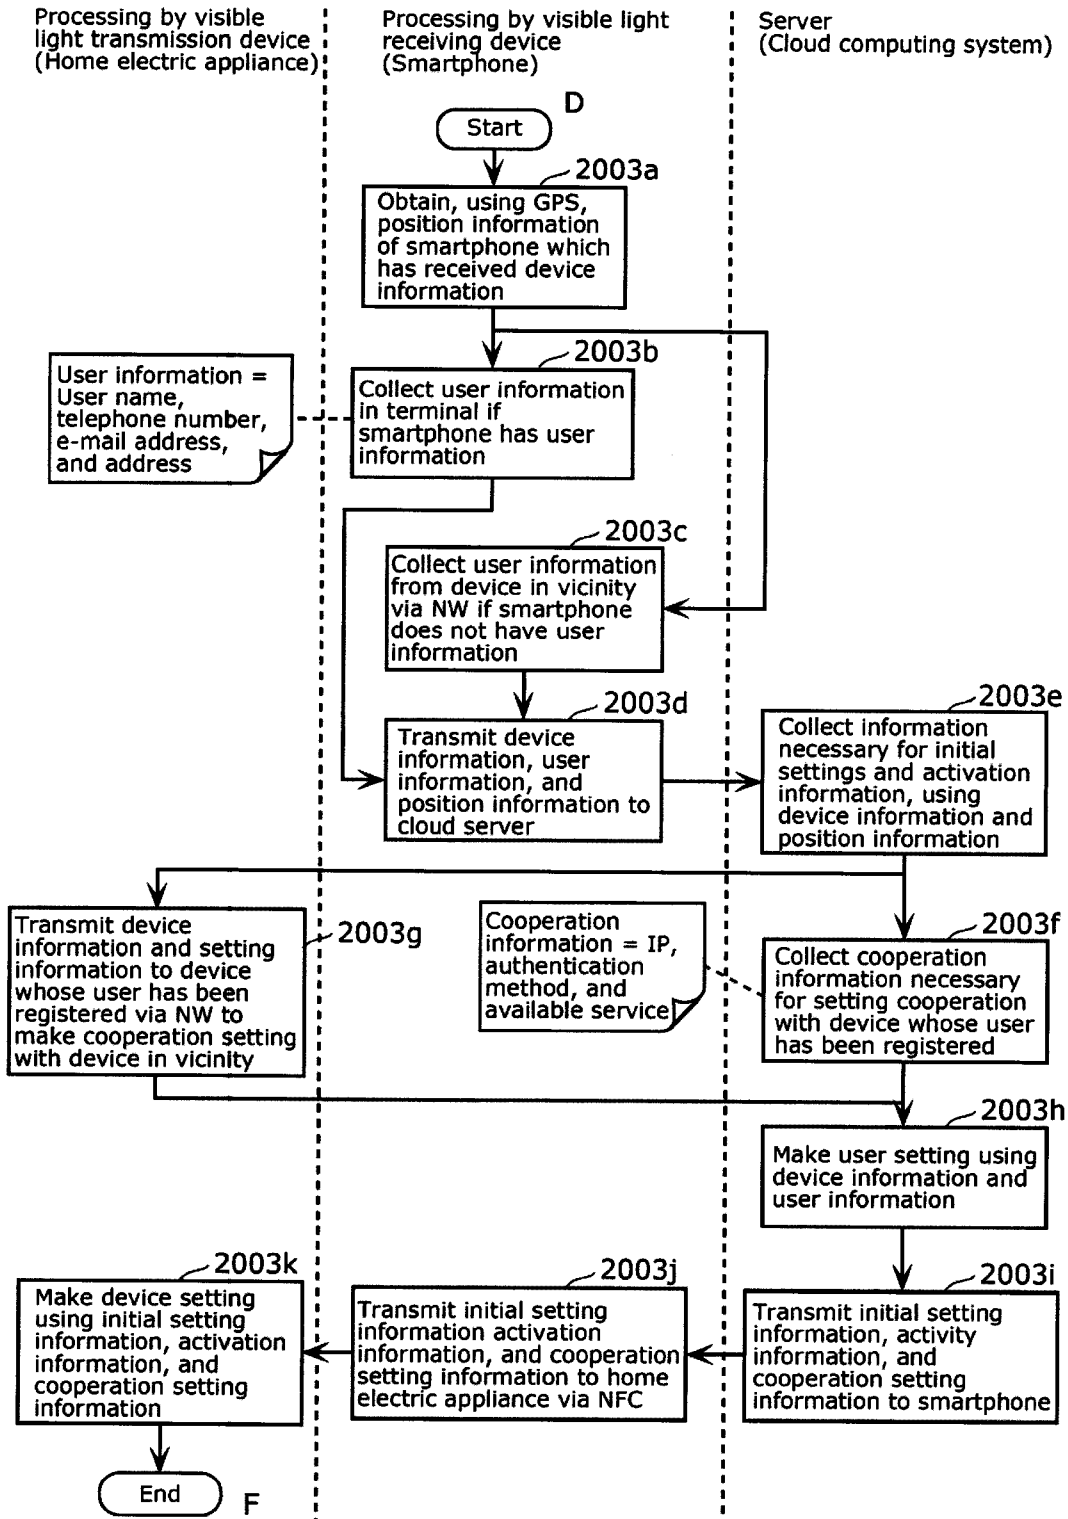 Processing by visible
light transmission device
(Home electric appliance)
Processing by visible light
receiving device
(Smartphone)
Server
(Cloud computing system)
D
Start
2003a
Obtain, using GPS,
position information
of smartphone which
has received device
information
2003b
User information =
User name,
telephone number,
e-mail address,
and address
Collect user information
in terminal if
smartphone has user
information
2003c
Collect user information
from device in vicinity
via NW if smartphone
does not have user
information
2003d
Transmit device
information, user
information, and
position information to
cloud server
2003e
Collect information
necessary for initial
settings and activation
information, using
device information and
position information
2003g
Transmit device
information and setting
information to device
whose user has been
registered via NW to
make cooperation setting
with device in vicinity
Cooperation
information = IP,
authentication
method, and
available service
2003f
Collect cooperation
information necessary
for setting cooperation
with device whose user
has been registered
2003h
Make user setting using
device information and
user information
2003i
Transmit initial setting
information, activity
information, and
cooperation setting
information to smartphone
2003j
Transmit initial setting
information activation
information, and cooperation
setting information to home
electric appliance via NFC
2003k
Make device setting
using initial setting
information, activation
information, and
cooperation setting
information
End
F